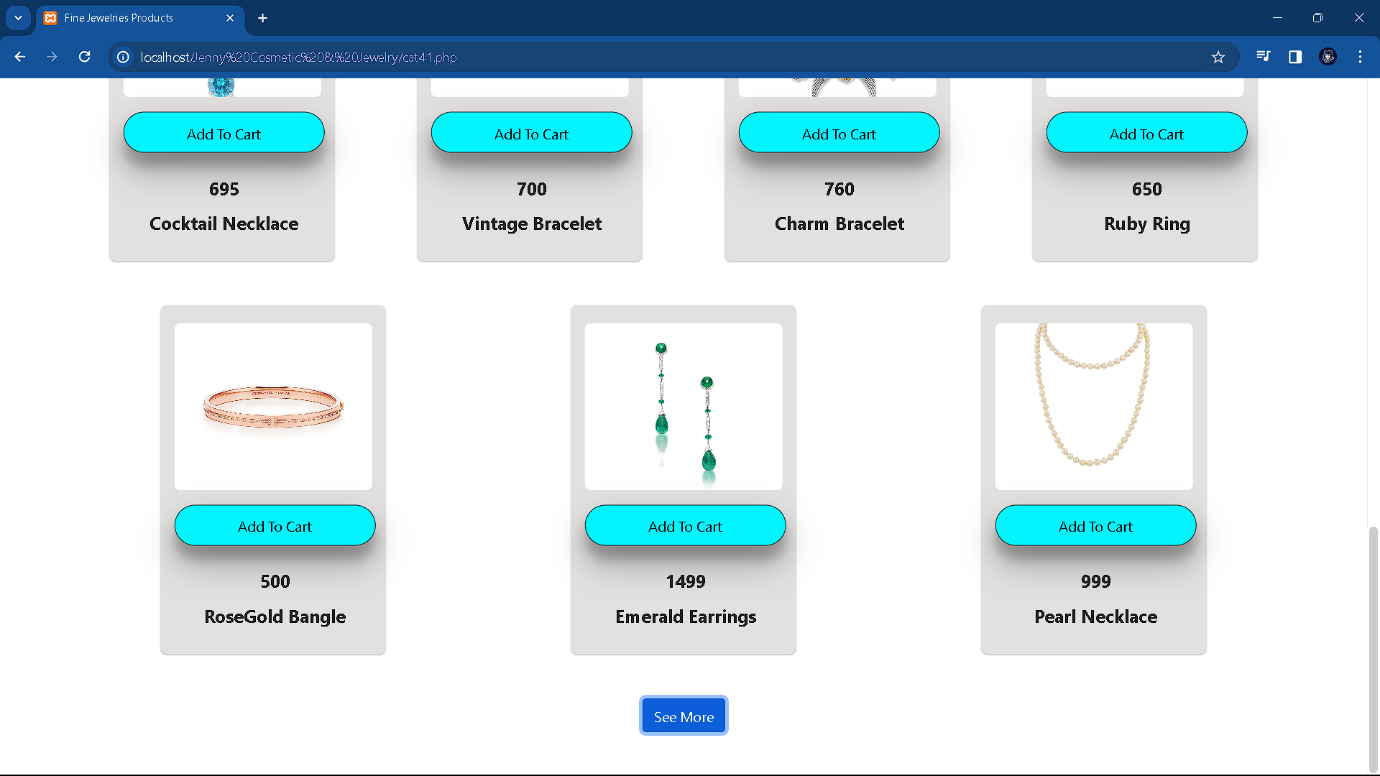 Fine Jewelries Products
localhost/Jenny%20Cosmetic%20&%20Jewelry/cat41.php
Add To Cart
Add To Cart
Add To Cart
Add To Cart
695
700
760
650
Cocktail Necklace
Vintage Bracelet
Charm Bracelet
Ruby Ring
Add To Cart
Add To Cart
Add To Cart
500
1499
999
RoseGold Bangle
Emerald Earrings
Pearl Necklace
See More